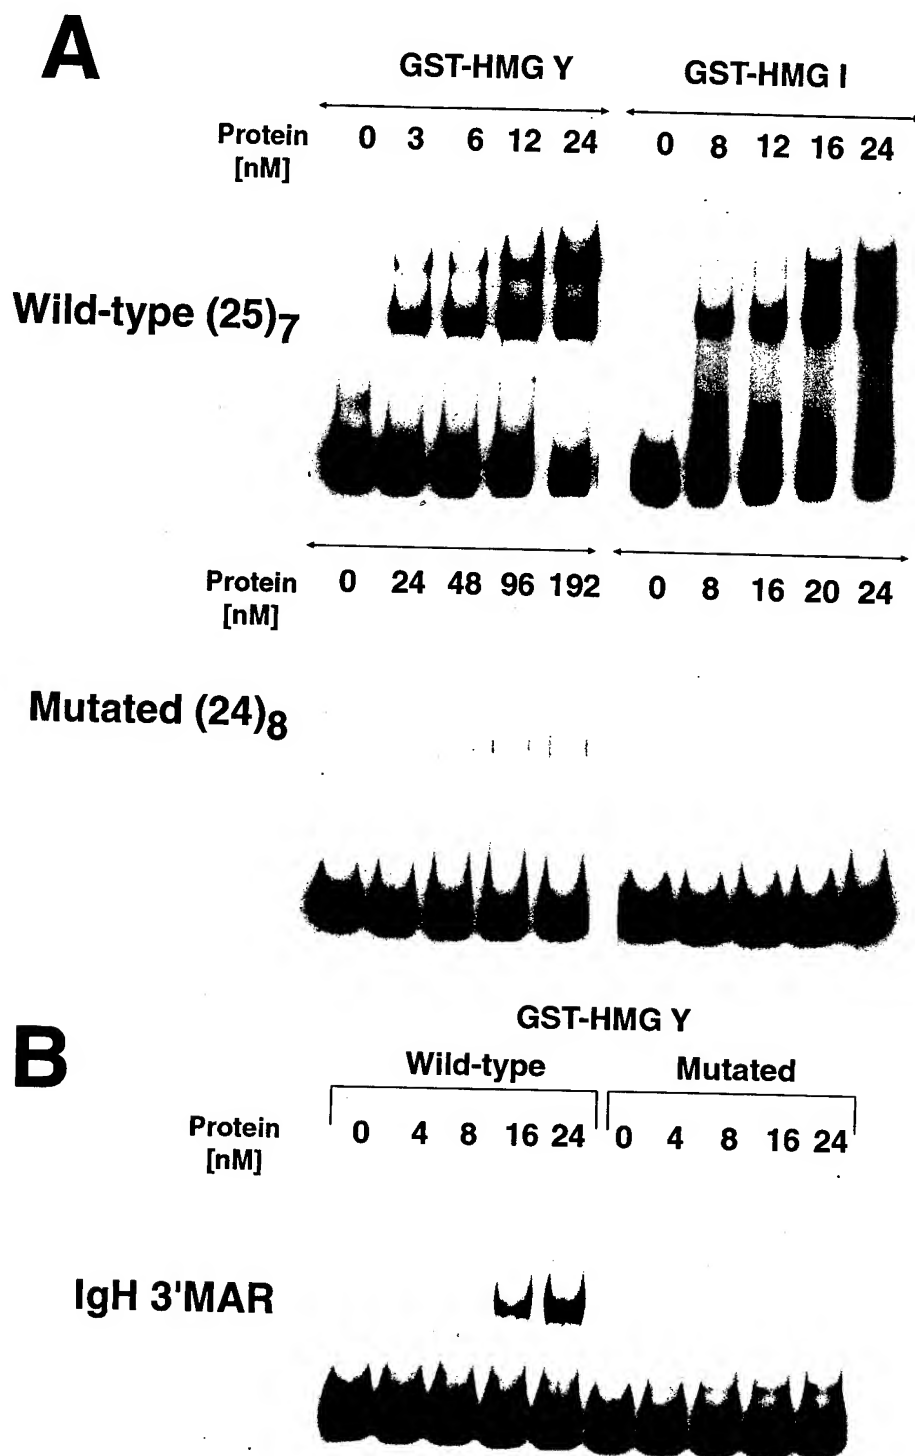 A
GST-HMG Y GST-HMG I
Protein [nM] 0 3 6 12 24 0 8 12 16 24
Wild-type (25)7
Protein [nM] 0 24 48 96 192 0 8 16 20 24
Mutated (24)8
B
GST-HMG Y
Wild-type Mutated
Protein [nM] 0 4 8 16 24 0 4 8 16 24
IgH 3'MAR